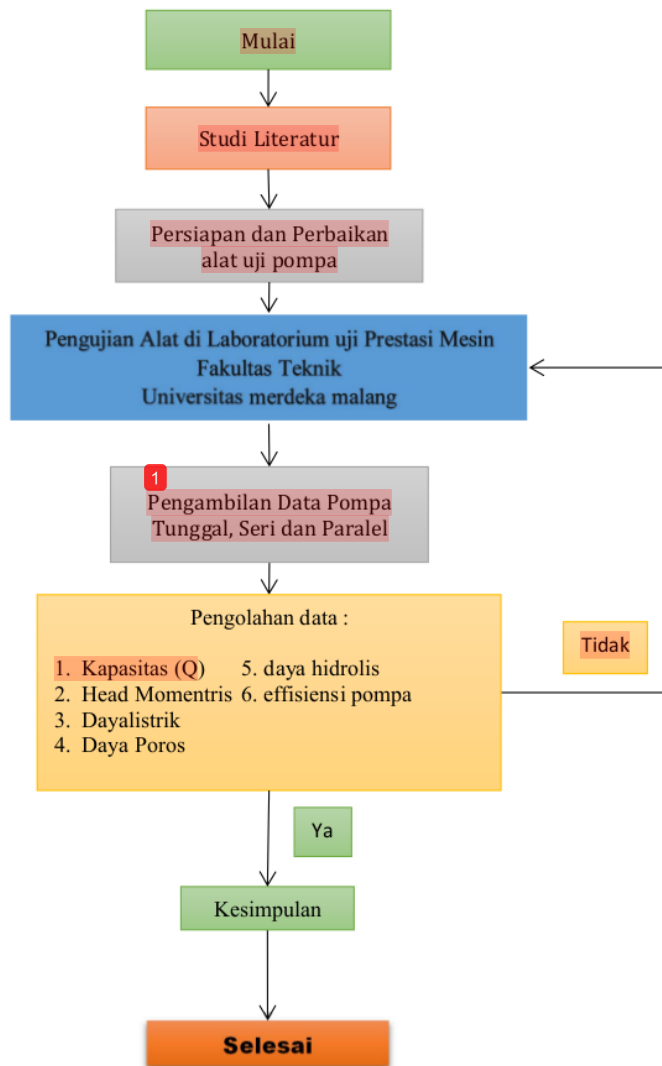 Mulai
Studi Literatur
Persiapan dan Perbaikan
alat uji pompa
Pengujian Alat di Laboratorium uji Prestasi Mesin
Fakultas Teknik
Universitas merdeka malang
1
Pengambilan Data Pompa
Tunggal, Seri dan Paralel
Pengolahan data :
1. Kapasitas (Q) 5. daya hidrolis
2. Head Momentris 6. effisiensi pompa
3. Dayalistrik
4. Daya Poros
Tidak
Ya
Kesimpulan
Selesai